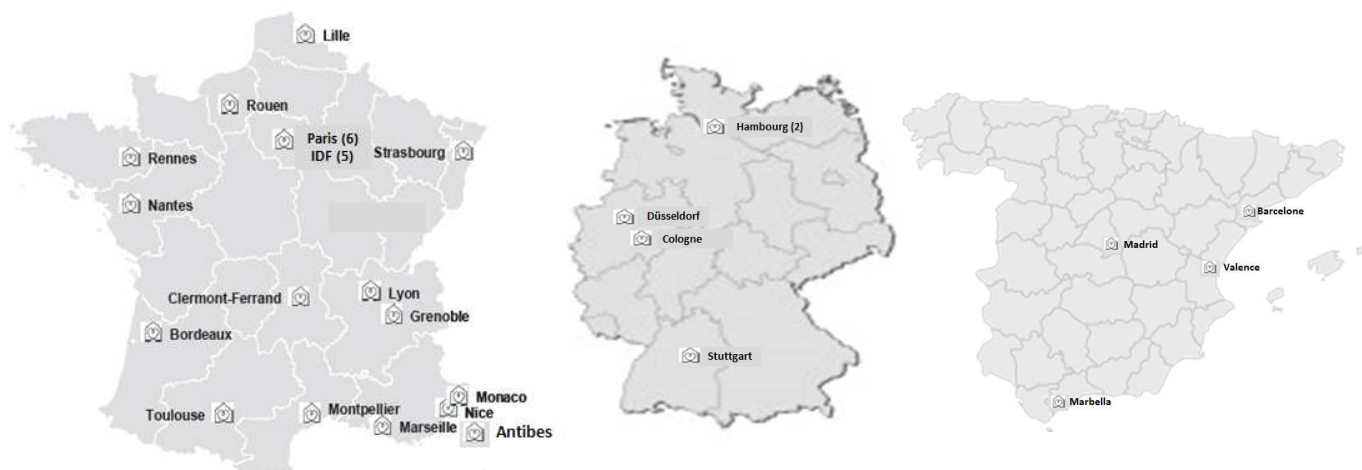 Lille
Rouen
Paris (6)
IDF (5)
Strasbourg
Rennes
Nantes
Clermont-Ferrand
Lyon
Grenoble
Bordeaux
Monaco
Nice
Toulouse
Montpellier
Marseille
Antibes
Hambourg (2)
Düsseldorf
Cologne
Stuttgart
Barcelone
Madrid
Valence
Marbella